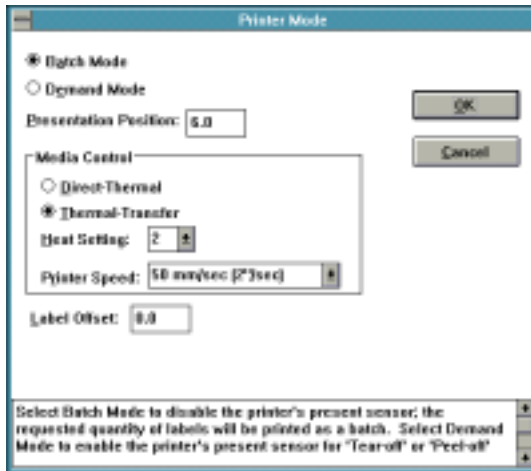 Printer Mode
Batch Mode
Demand Mode
OK
Presentation Position: 6.0
Cancel
Media Control
Direct-Thermal
Thermal-Transfer
Heat Setting: 2
Printer Speed: 50 mm/sec (2"/sec)
Label Offset: 0.0
Select Batch Mode to disable the printer's present sensor; the
requested quantity of labels will be printed as a batch. Select Demand
Mode to enable the printer's present sensor for 'Tear-off' or 'Peel-off'